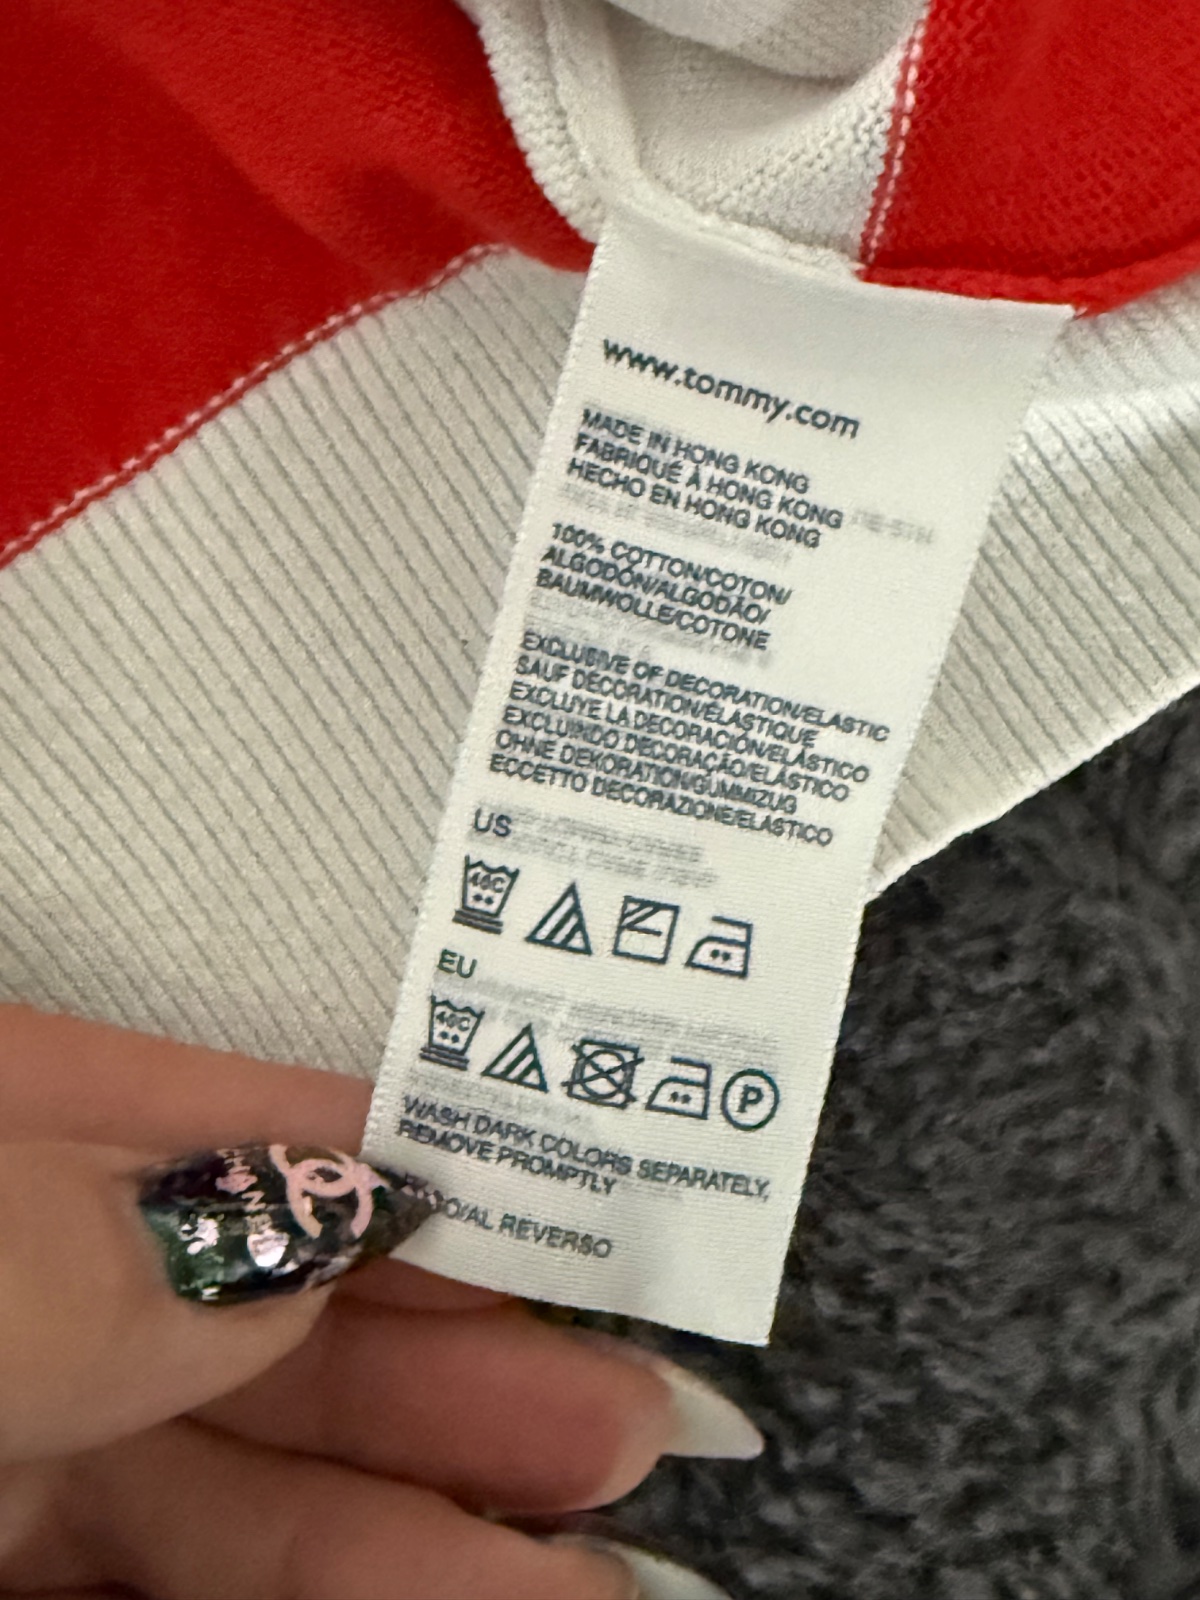 www.tommy.com
MADE IN HONG KONG
FABRIQUÉ À HONG KONG
HECHO EN HONG KONG
100% COTTON/COTON/
ALGODÓN/ALGODÃO/
BAUMWOLLE/COTONE
EXCLUSIVE OF DECORATION/ELASTIC
SAUF DÉCORATION/ÉLASTIQUE
EXCLUYE LA DECORACIÓN/ELÁSTICO
EXCLUINDO DECORAÇÃO/ELÁSTICO
OHNE DEKORATION/GUMMIZUG
ECCETTO DECORAZIONE/ELASTICO
US
40C
EU
40C
P
WASH DARK COLORS SEPARATELY,
REMOVE PROMPTLY
/AL REVERSO
CHANEL